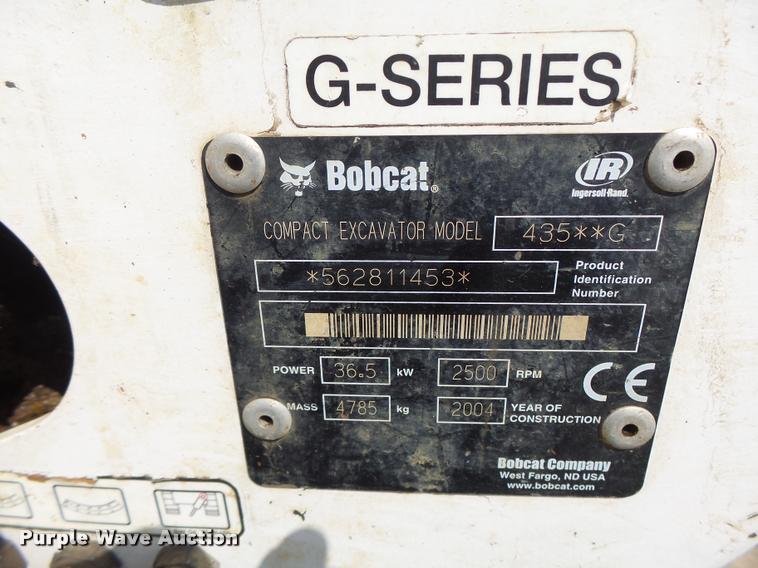 G-SERIES
Bobcat®
IR
Ingersoll-Rand.
COMPACT EXCAVATOR MODEL 435**G
*562811453* Product Identification Number
POWER 36.5 kW 2500 RPM
MASS 4785 kg 2004 YEAR OF CONSTRUCTION
CE
Bobcat Company
West Fargo, ND USA
www.bobcat.com
Purple Wave Auction